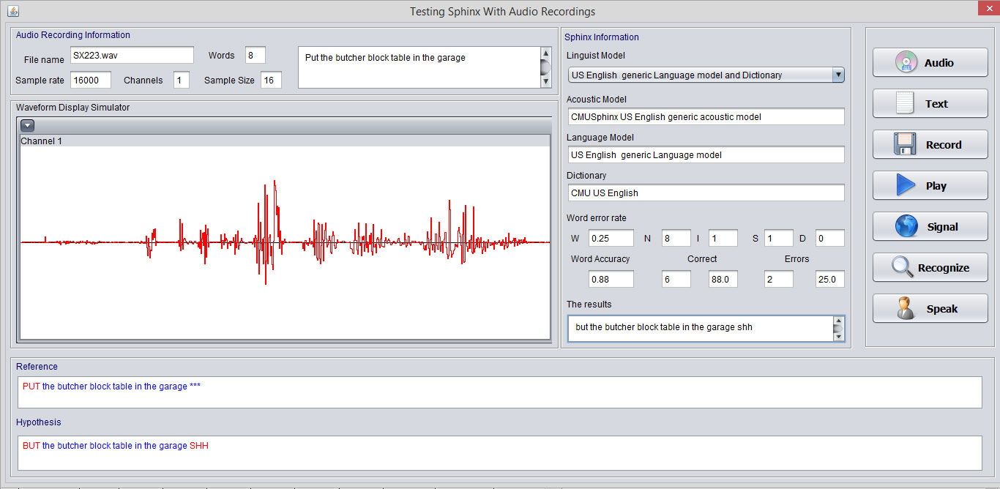 Testing Sphinx With Audio Recordings
Audio Recording Information
File name SX223.wav Words 8
Sample rate 16000 Channels 1 Sample Size 16
Put the butcher block table in the garage
Waveform Display Simulator
Channel 1
Sphinx Information
Linguist Model
US English generic Language model and Dictionary
Acoustic Model
CMUSphinx US English generic acoustic model
Language Model
US English generic Language model
Dictionary
CMU US English
Word error rate
W 0.25 N 8 I 1 S 1 D 0
Word Accuracy Correct Errors
0.88 6 88.0 2 25.0
The results
but the butcher block table in the garage shh
Audio
Text
Record
Play
Signal
Recognize
Speak
Reference
PUT the butcher block table in the garage ***
Hypothesis
BUT the butcher block table in the garage SHH